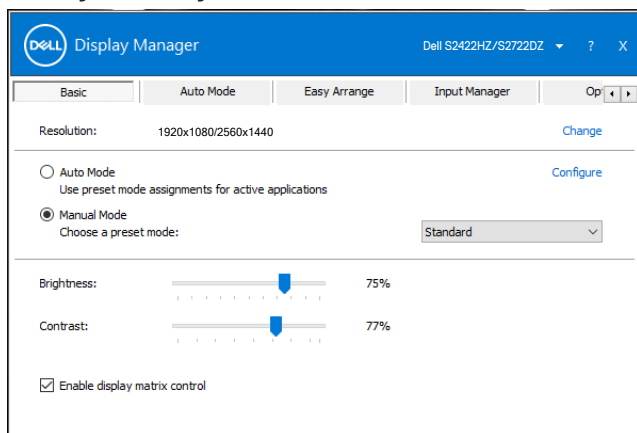 DELL Display Manager Dell S2422HZ/S2722DZ ? X
Basic Auto Mode Easy Arrange Input Manager Op
Resolution: 1920x1080/2560x1440 Change
Auto Mode Configure
Use preset mode assignments for active applications
Manual Mode
Choose a preset mode: Standard
Brightness: 75%
Contrast: 77%
Enable display matrix control